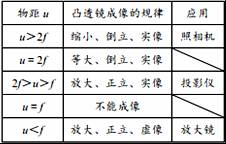 物距 u 凸透镜成像的规律 应用
u>2f 缩小、倒立、实像 照相机
u=2f 等大、倒立、实像
2f>u>f 放大、正立、实像 投影仪
u=f 不能成像
u<f 放大、正立、虚像 放大镜